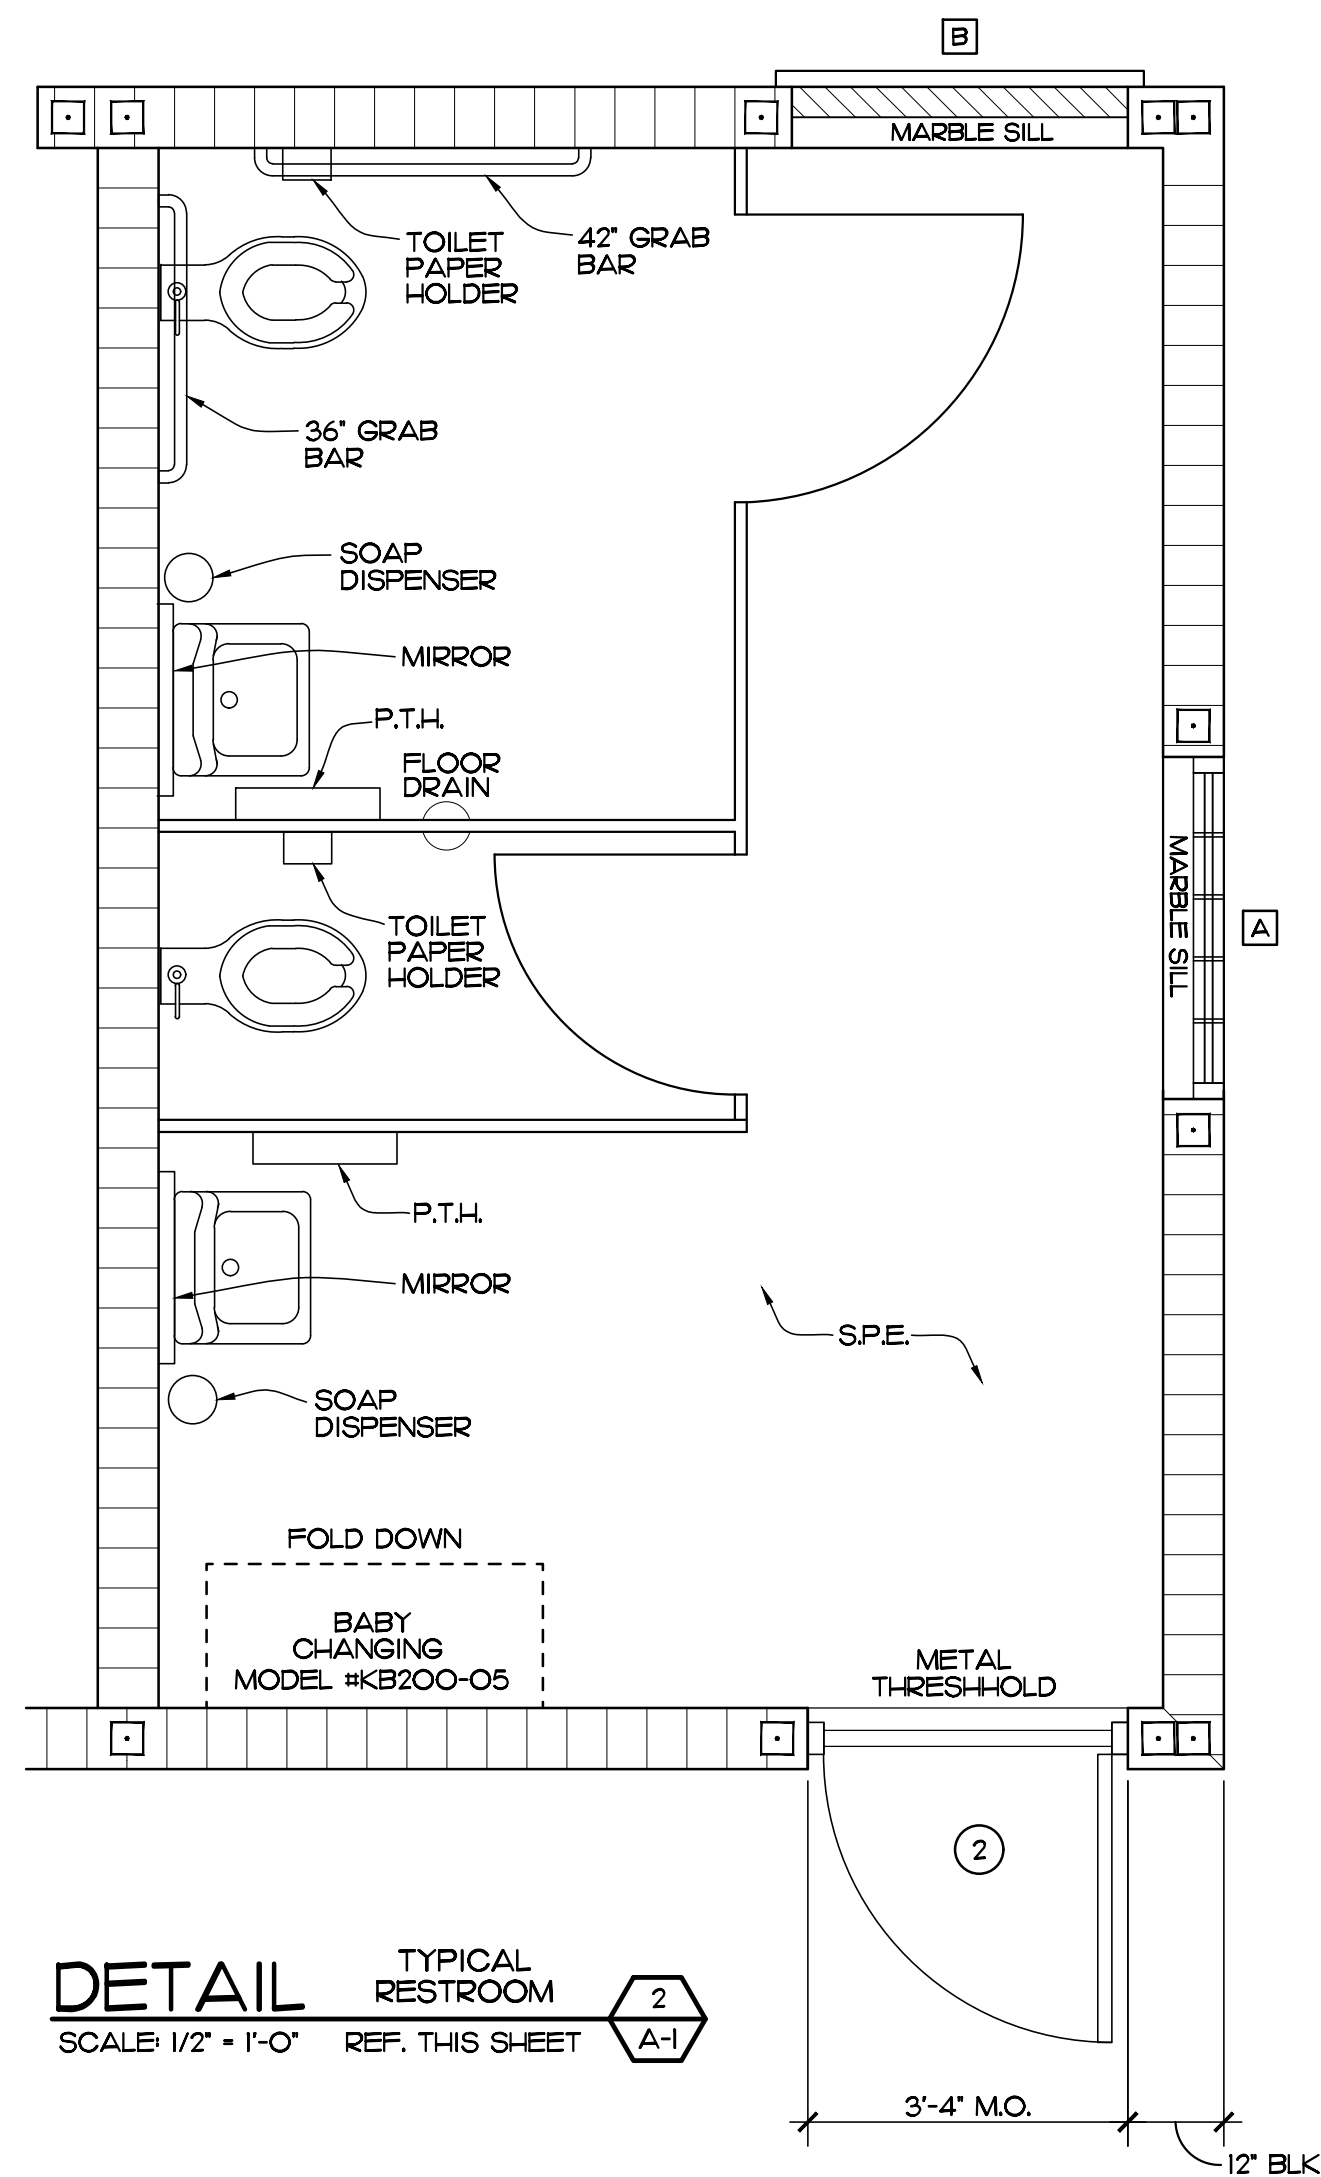 B
MARBLE SILL
TOILET
PAPER
HOLDER
42" GRAB
BAR
36" GRAB
BAR
SOAP
DISPENSER
MIRROR
P.T.H.
FLOOR
DRAIN
MARBLE SILL
A
TOILET
PAPER
HOLDER
P.T.H.
MIRROR
S.P.E.
SOAP
DISPENSER
FOLD DOWN
BABY
CHANGING
MODEL #KB200-05
METAL
THRESHHOLD
2
DETAIL
TYPICAL
RESTROOM
2
A-1
SCALE: 1/2" = 1'-0"
REF. THIS SHEET
3'-4" M.O.
12" BLK